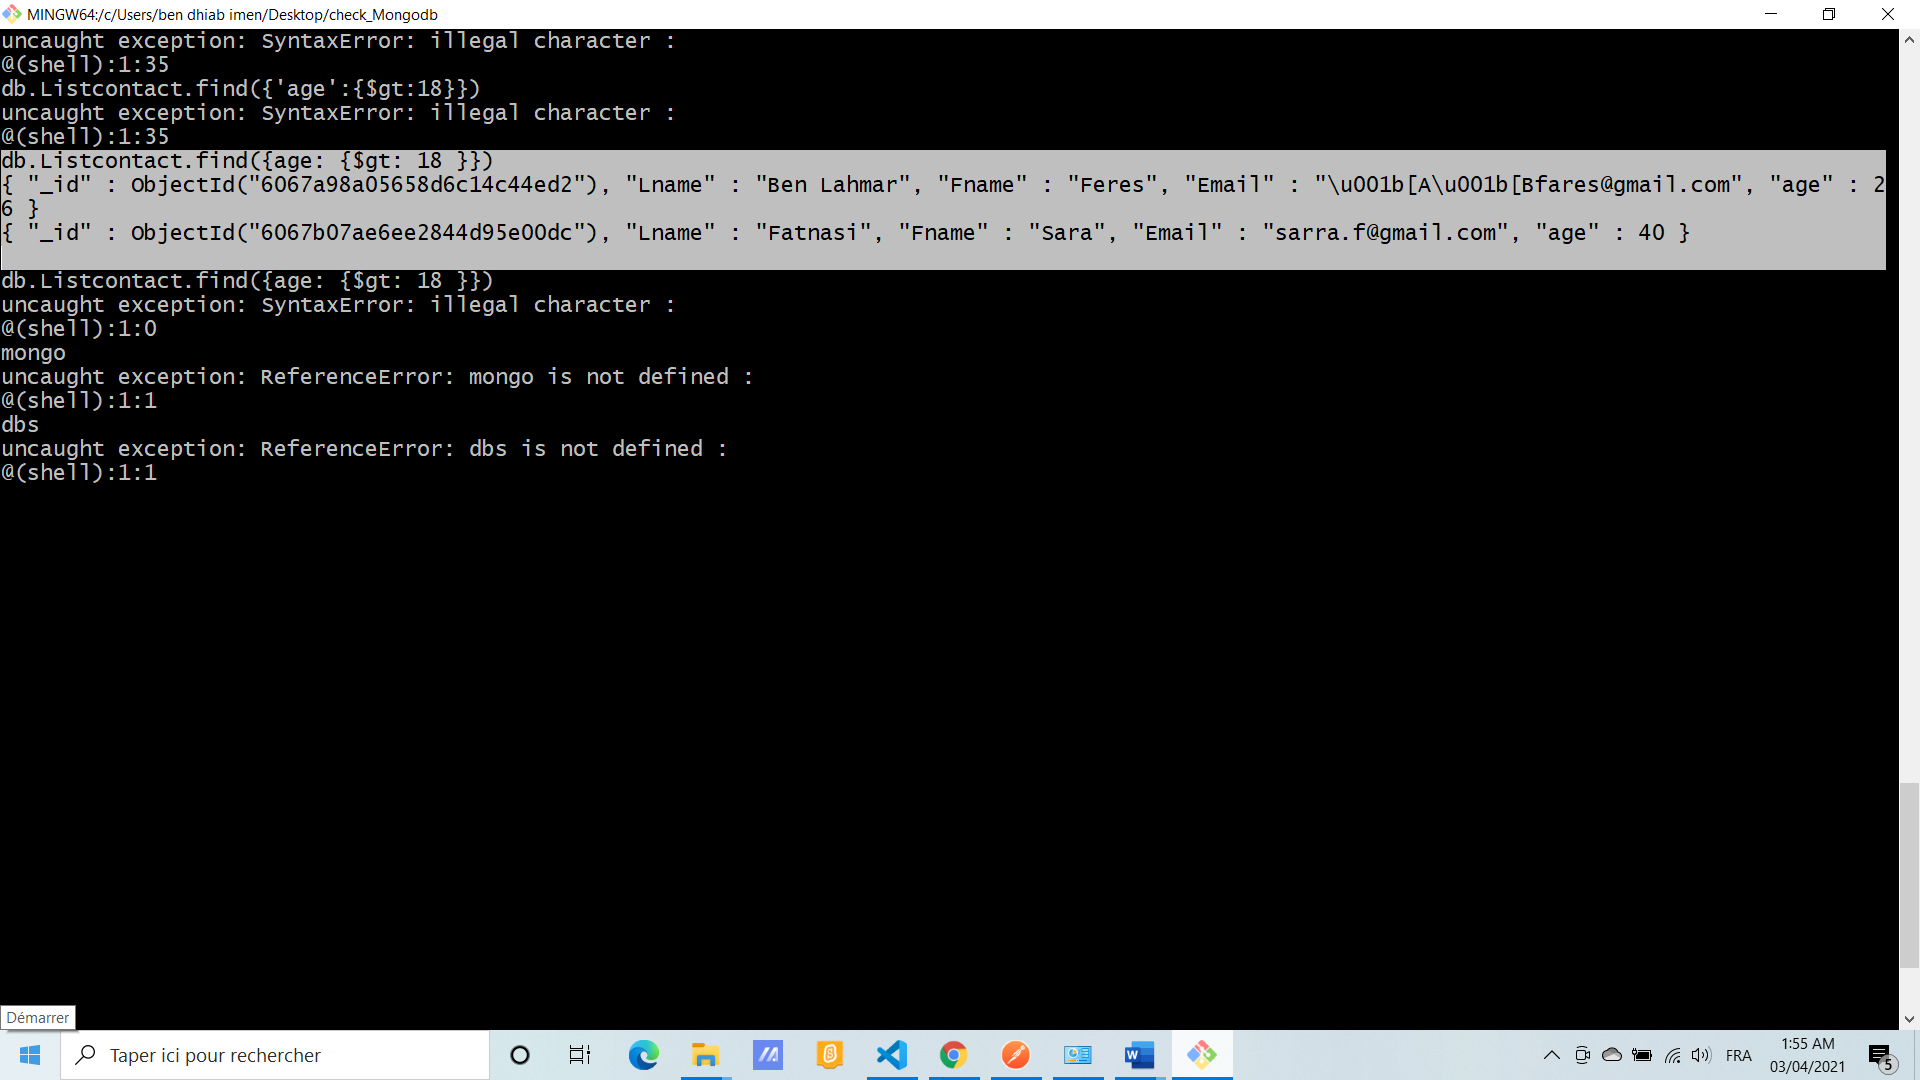 MINGW64:/c/Users/ben dhiab imen/Desktop/check_Mongodb
uncaught exception: SyntaxError: illegal character :
@(shell):1:35
db.Listcontact.find({'age':{$gt:18}})
uncaught exception: SyntaxError: illegal character :
@(shell):1:35
db.Listcontact.find({age: {$gt: 18 }})
{ "_id" : ObjectId("6067a98a05658d6c14c44ed2"), "Lname" : "Ben Lahmar", "Fname" : "Feres", "Email" : "\u001b[A\u001b[Bfares@gmail.com", "age" : 2
6 }
{ "_id" : ObjectId("6067b07ae6ee2844d95e00dc"), "Lname" : "Fatnasi", "Fname" : "Sara", "Email" : "sarra.f@gmail.com", "age" : 40 }
db.Listcontact.find({age: {$gt: 18 }})
uncaught exception: SyntaxError: illegal character :
@(shell):1:0
mongo
uncaught exception: ReferenceError: mongo is not defined :
@(shell):1:1
dbs
uncaught exception: ReferenceError: dbs is not defined :
@(shell):1:1
Démarrer
Taper ici pour rechercher
FRA
1:55 AM
03/04/2021
5